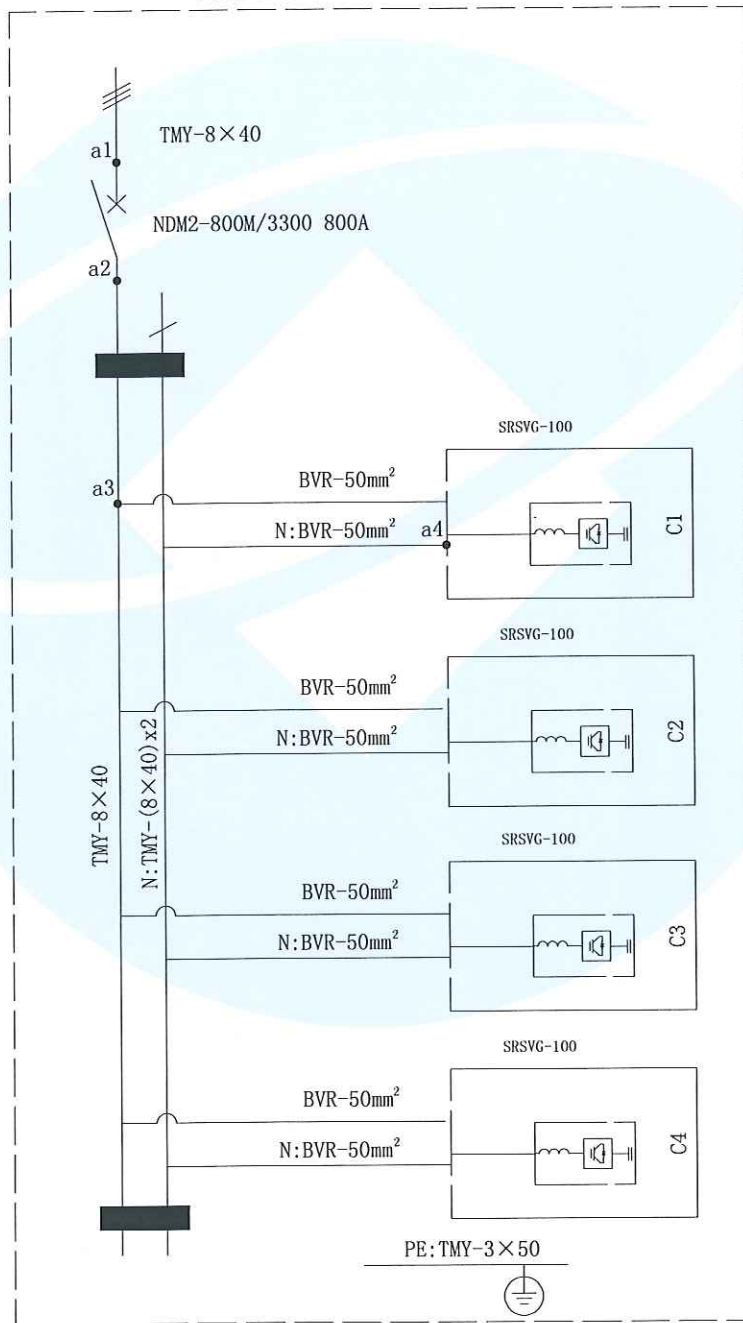 TMY-8×40
a1
NDM2-800M/3300 800A
a2
SRSVG-100
BVR-50mm²
a3
N:BVR-50mm²
a4
C1
SRSVG-100
BVR-50mm²
N:BVR-50mm²
C2
TMY-8×40
N:TMY-(8×40)x2
SRSVG-100
BVR-50mm²
N:BVR-50mm²
C3
SRSVG-100
BVR-50mm²
N:BVR-50mm²
C4
PE:TMY-3×50